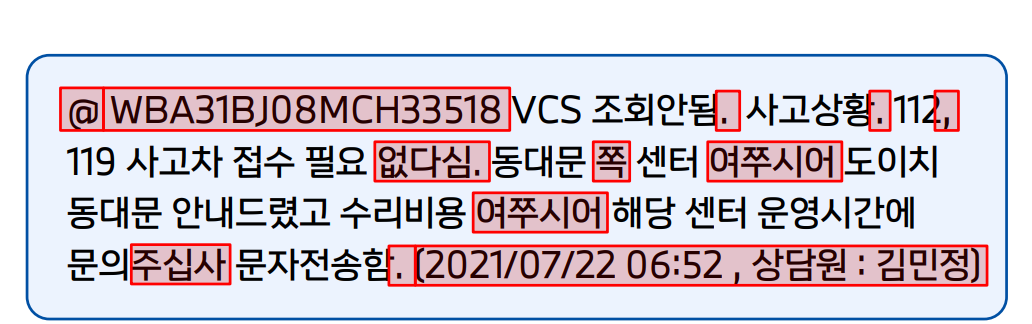 @ WBA31BJ08MCH33518 VCS 조회안됨. 사고상황. 112,
119 사고차 접수 필요 없다심. 동대문 쪽 센터 여쭈시어 도이치
동대문 안내드렸고 수리비용 여쭈시어 해당 센터 운영시간에
문의주십사 문자전송함. (2021/07/22 06:52 , 상담원 : 김민정)